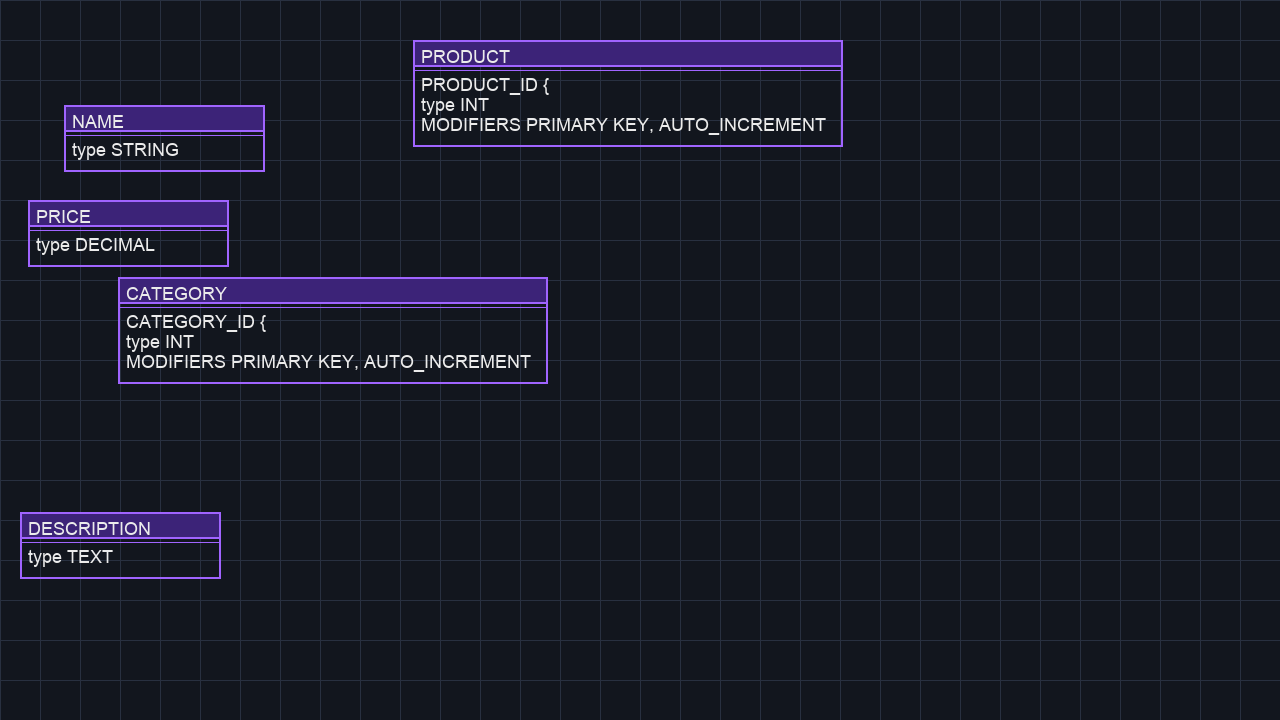 PRODUCT
PRODUCT_ID {
type INT
MODIFIERS PRIMARY KEY, AUTO_INCREMENT
NAME
type STRING
PRICE
type DECIMAL
CATEGORY
CATEGORY_ID {
type INT
MODIFIERS PRIMARY KEY, AUTO_INCREMENT
DESCRIPTION
type TEXT